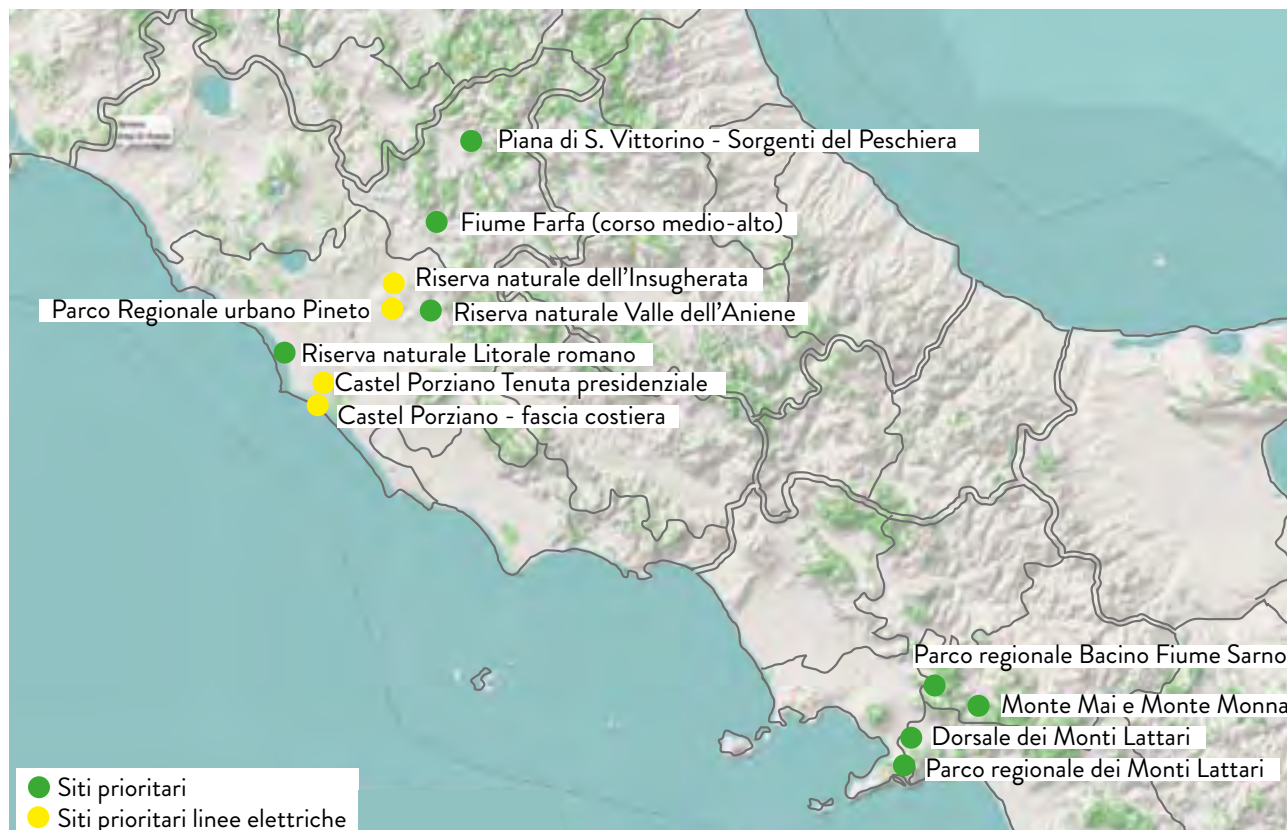 Piana di S. Vittorino - Sorgenti del Peschiera
Fiume Farfa (corso medio-alto)
Riserva naturale dell'Insugherata
Parco Regionale urbano Pineto
Riserva naturale Valle dell'Aniene
Riserva naturale Litorale romano
Castel Porziano Tenuta presidenziale
Castel Porziano - fascia costiera
Parco regionale Bacino Fiume Sarno
Monte Mai e Monte Monna
Dorsale dei Monti Lattari
Parco regionale dei Monti Lattari
Siti prioritari
Siti prioritari linee elettriche